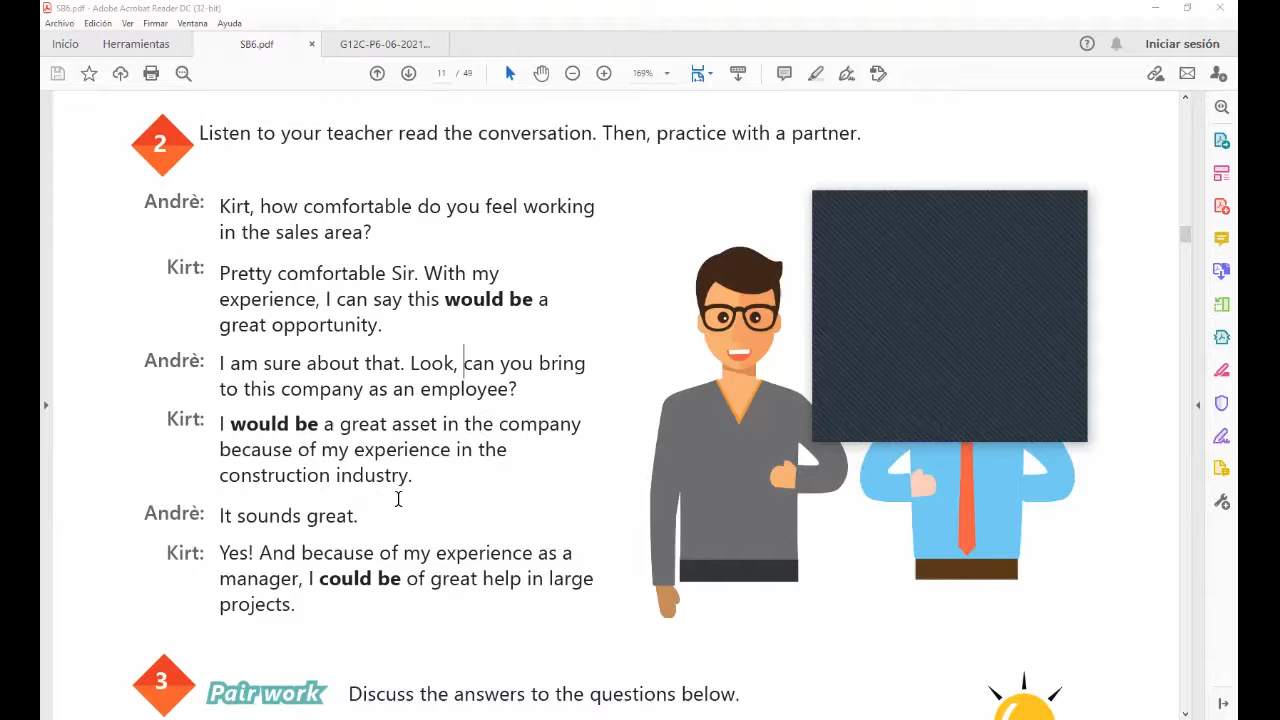 SB6.pdf - Adobe Acrobat Reader DC (32-bit)
Archivo Edición Ver Firmar Ventana Ayuda
Inicio Herramientas SB6.pdf × G12C-P6-06-2021... Iniciar sesión
11 / 49 169%
2 Listen to your teacher read the conversation. Then, practice with a partner.
Andrè: Kirt, how comfortable do you feel working
in the sales area?
Kirt: Pretty comfortable Sir. With my
experience, I can say this would be a
great opportunity.
Andrè: I am sure about that. Look, can you bring
to this company as an employee?
Kirt: I would be a great asset in the company
because of my experience in the
construction industry.
Andrè: It sounds great.
Kirt: Yes! And because of my experience as a
manager, I could be of great help in large
projects.
3 Pair work Discuss the answers to the questions below.